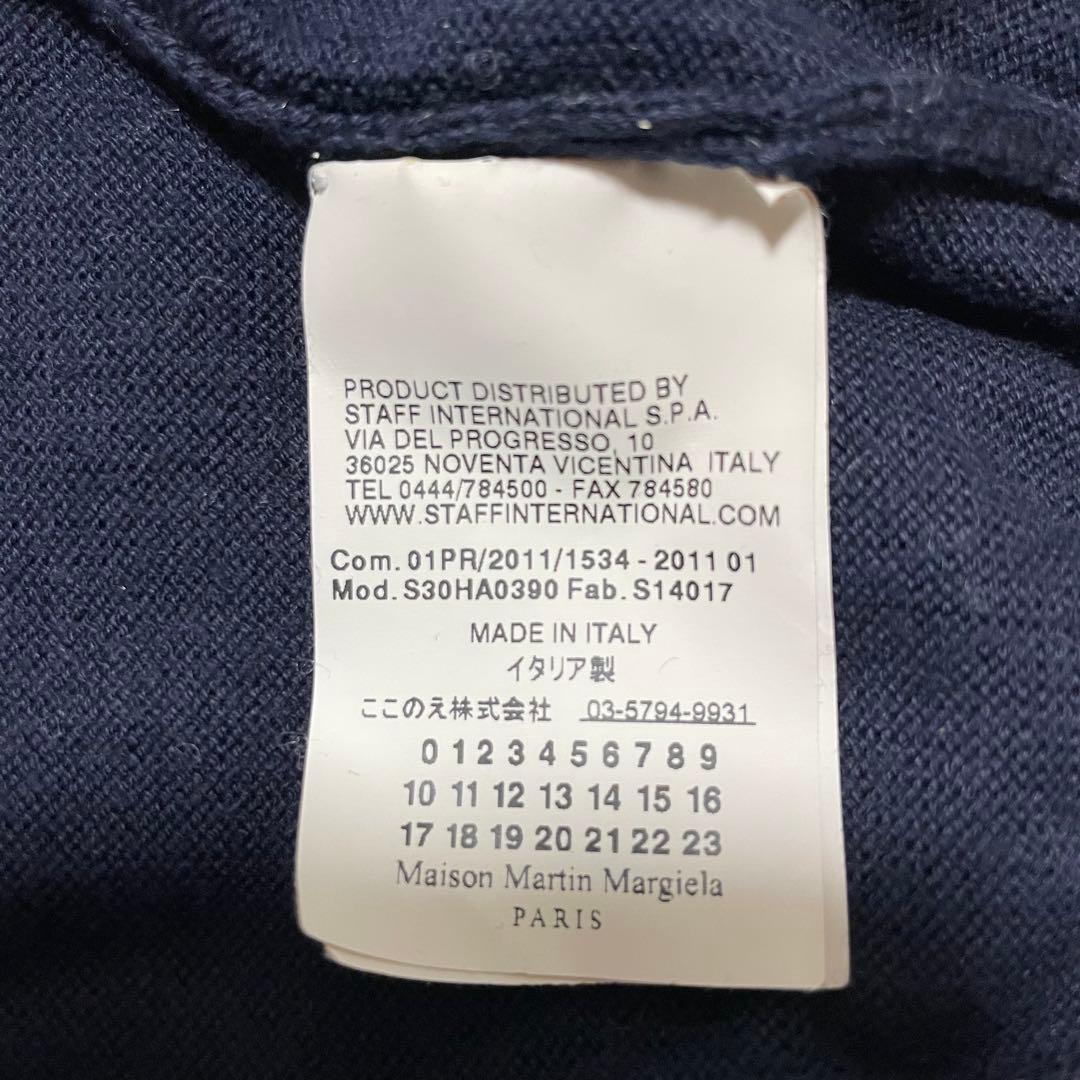 PRODUCT DISTRIBUTED BY
STAFF INTERNATIONAL S.P.A.
VIA DEL PROGRESSO, 10
36025 NOVENTA VICENTINA ITALY
TEL 0444/784500 - FAX 784580
WWW.STAFFINTERNATIONAL.COM
Com. 01PR/2011/1534 - 2011 01
Mod. S30HA0390 Fab. S14017
MADE IN ITALY
イタリア製
ここのえ株式会社 03-5794-9931
0 1 2 3 4 5 6 7 8 9
10 11 12 13 14 15 16
17 18 19 20 21 22 23
Maison Martin Margiela
PARIS